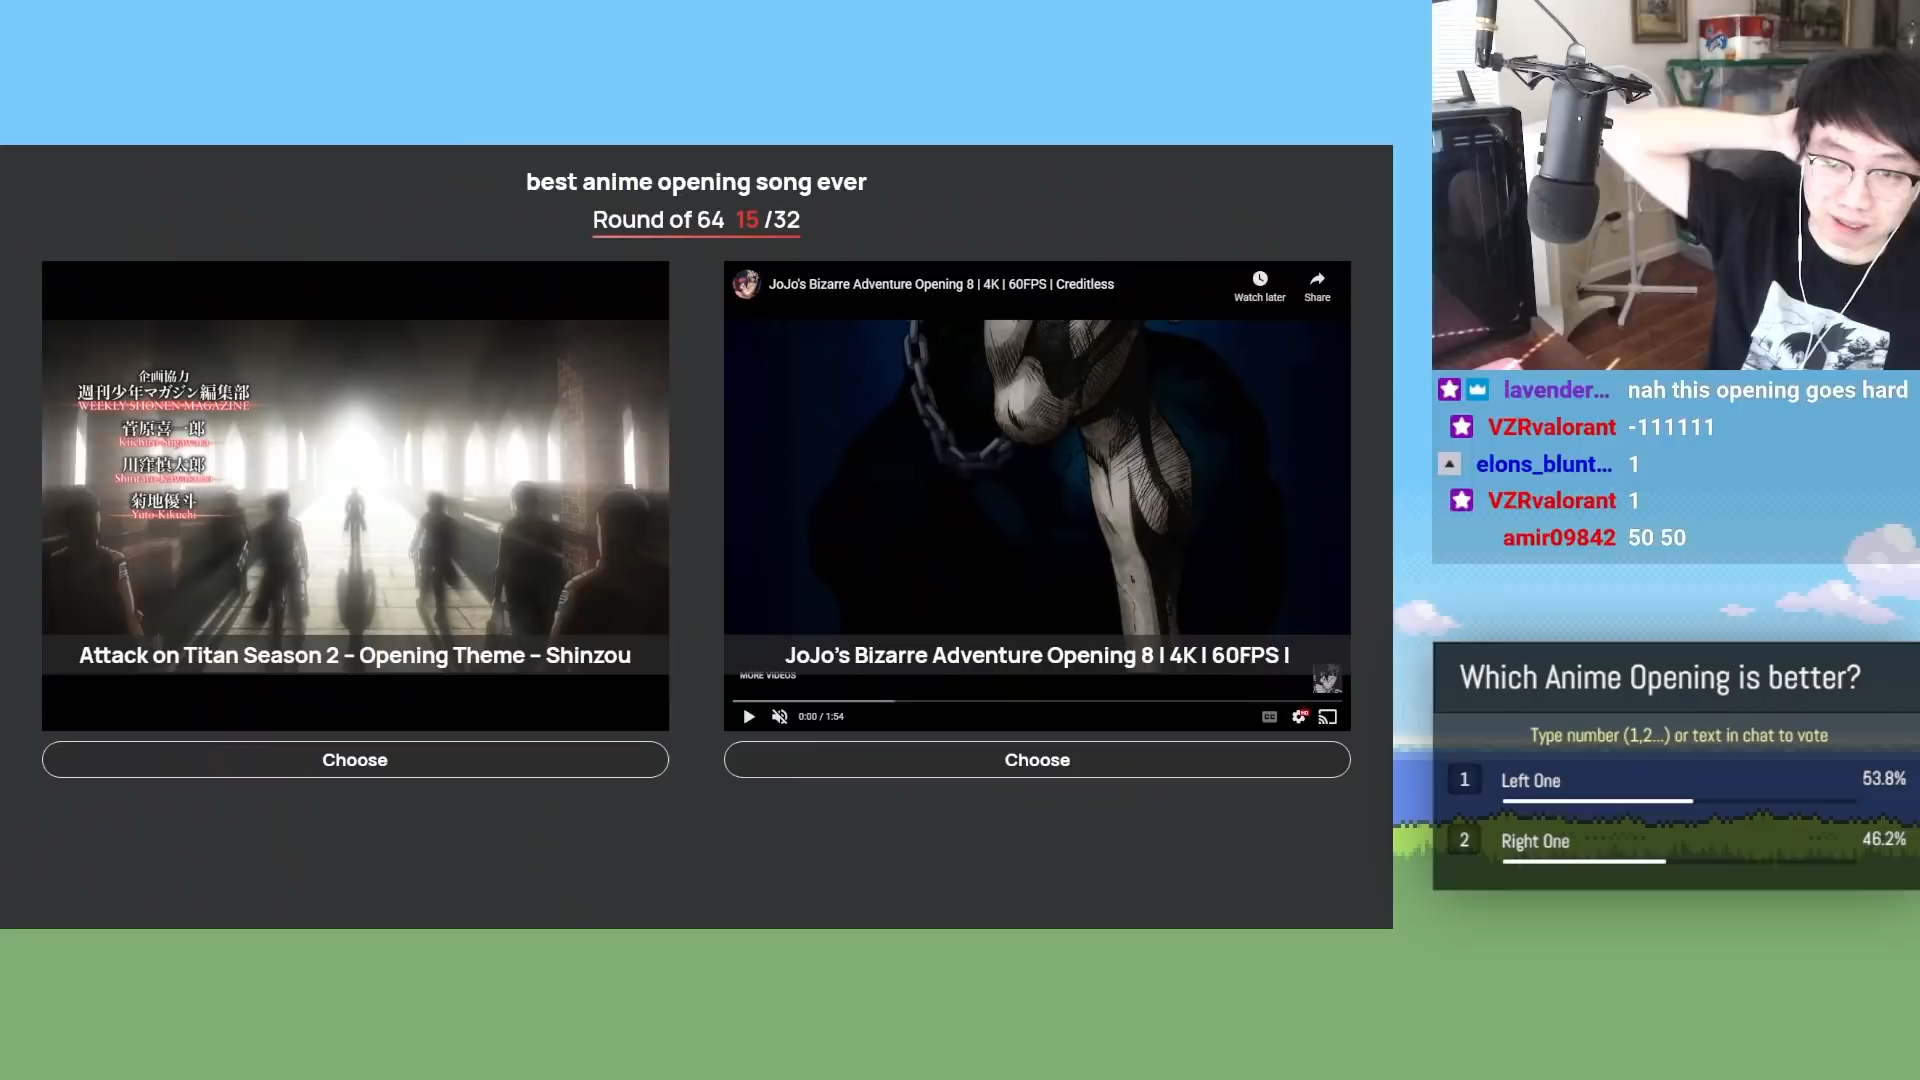 best anime opening song ever
Round of 64 15 /32
企画協力
週刊少年マガジン編集部
WEEKLY SHONEN MAGAZINE
菅原喜一郎
Kiichiro Sugawara
川窪慎太郎
Shintaro Kawakubo
菊地優斗
Yuto Kikuchi
Attack on Titan Season 2 – Opening Theme – Shinzou
Choose
JoJo's Bizarre Adventure Opening 8 | 4K | 60FPS | Creditless
Watch later
Share
JoJo's Bizarre Adventure Opening 8 | 4K | 60FPS |
MORE VIDEOS
0:00 / 1:54
CC
HD
Choose
lavender... nah this opening goes hard
VZRvalorant -111111
elons_blunt... 1
VZRvalorant 1
amir09842 50 50
Which Anime Opening is better?
Type number (1,2...) or text in chat to vote
1 Left One 53.8%
2 Right One 46.2%